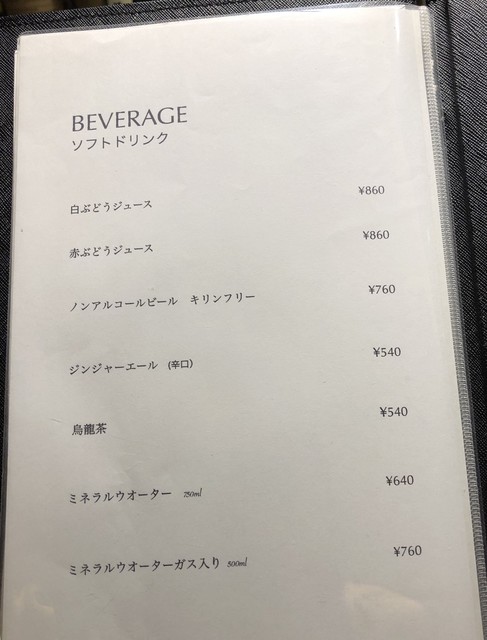 BEVERAGE
ソフトドリンク
白ぶどうジュース ¥860
赤ぶどうジュース ¥860
ノンアルコールビール キリンフリー ¥760
ジンジャーエール (辛口) ¥540
烏龍茶 ¥540
ミネラルウオーター 750ml ¥640
ミネラルウオーターガス入り 500ml ¥760